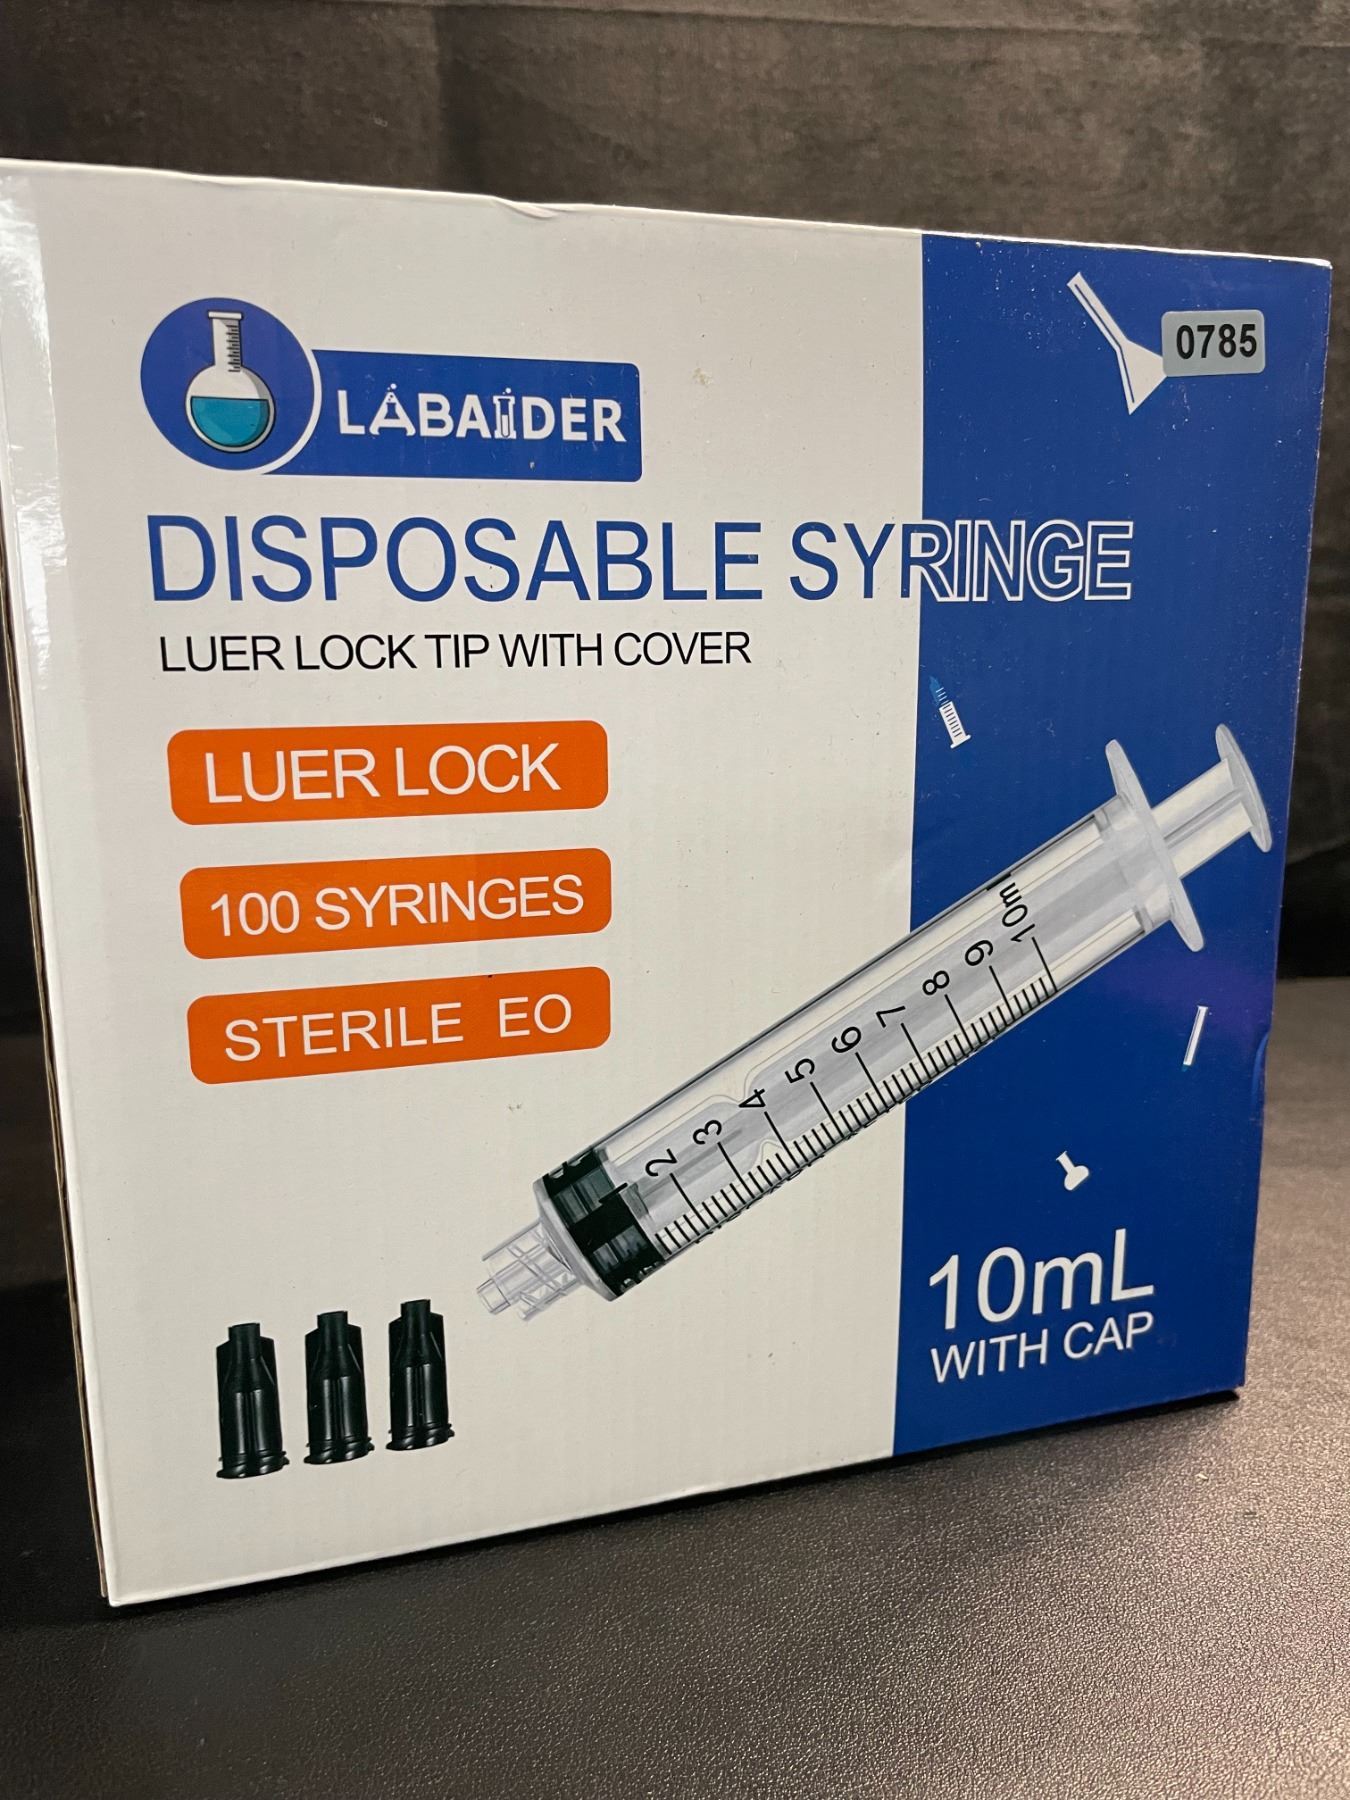 0785
LABAIIDER
DISPOSABLE SYRINGE
LUER LOCK TIP WITH COVER
LUER LOCK
100 SYRINGES
STERILE EO
2 3 4 5 6 7 8 9 10ml
10mL
WITH CAP